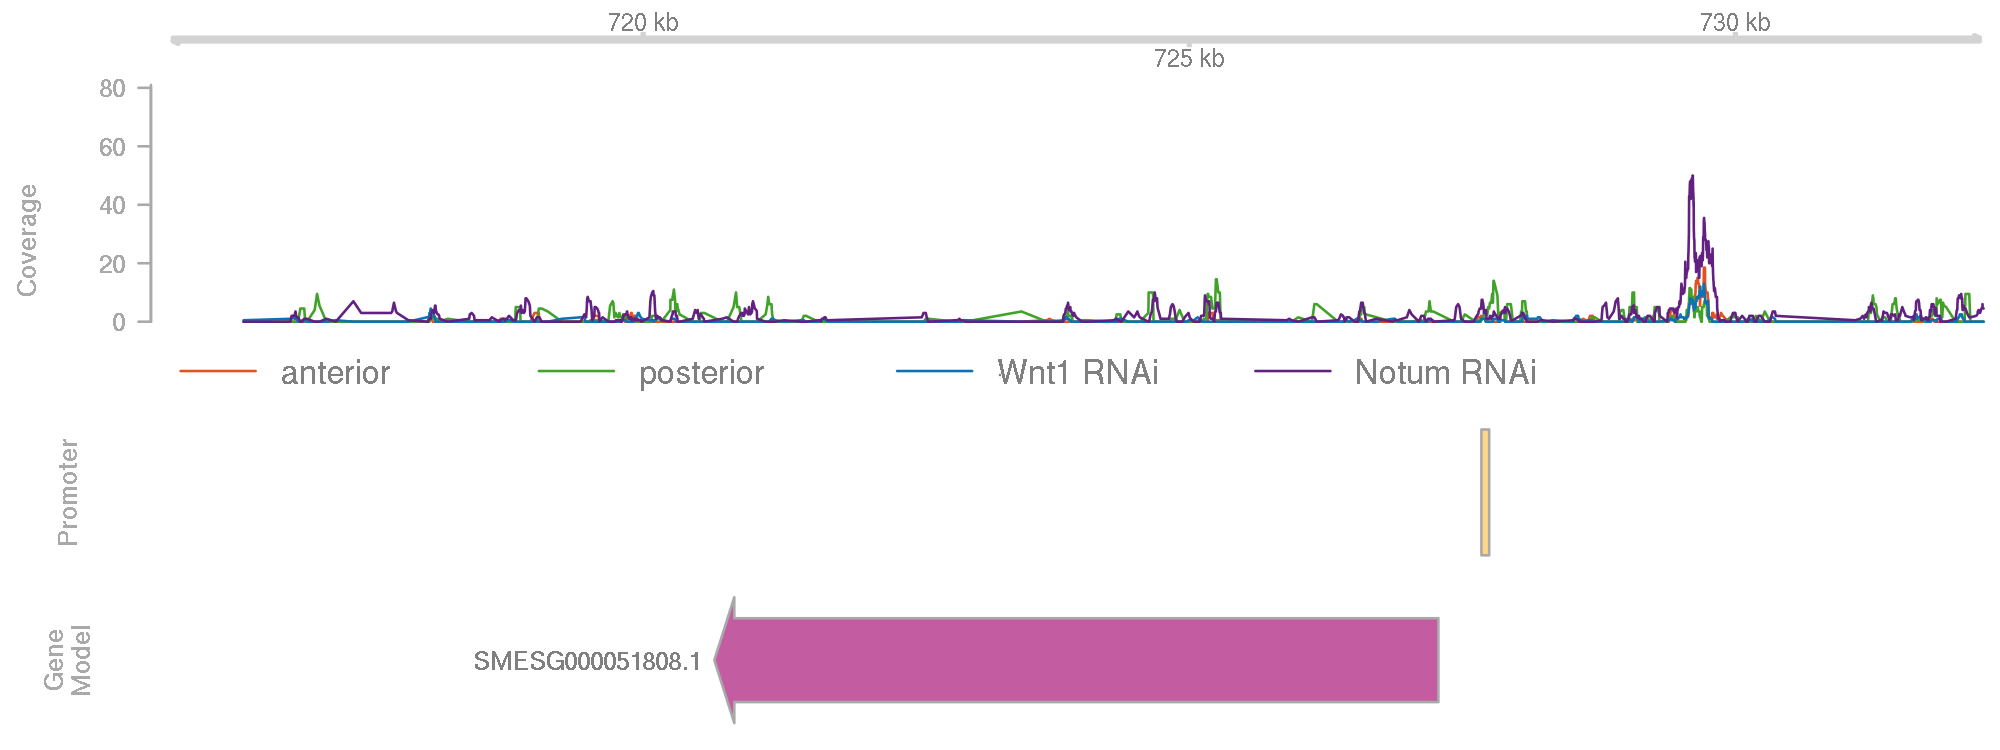 720 kb
730 kb
725 kb
80
60
40
20
0
Coverage
anterior
posterior
Wnt1 RNAi
Notum RNAi
Promoter
Gene
Model
SMESG000051808.1